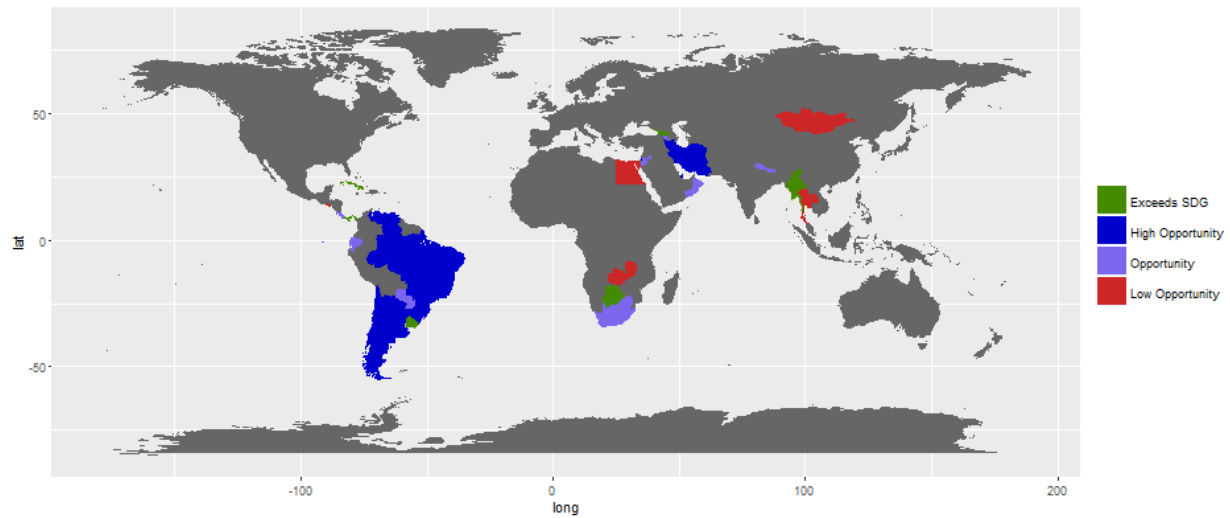 50
0
-50
lat
-100
0
100
200
long
Exceeds SDG
High Opportunity
Opportunity
Low Opportunity